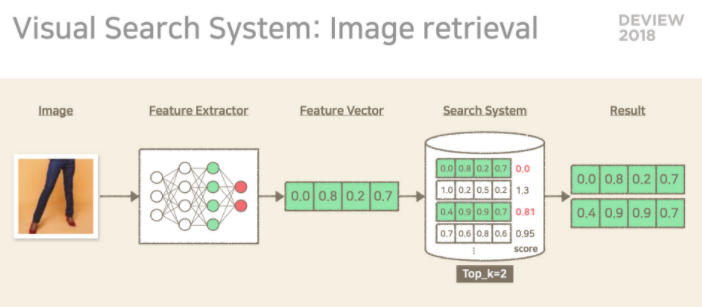 Visual Search System: Image retrieval
DEVIEW
2018
Image
Feature Extractor
Feature Vector
Search System
Result
0.0 0.8 0.2 0.7
0.0 0.8 0.2 0.7 0.0
1.0 0.2 0.5 0.2 1.3
0.4 0.9 0.9 0.7 0.81
0.7 0.6 0.8 0.6 0.95
⋮ score
Top_k=2
0.0 0.8 0.2 0.7
0.4 0.9 0.9 0.7